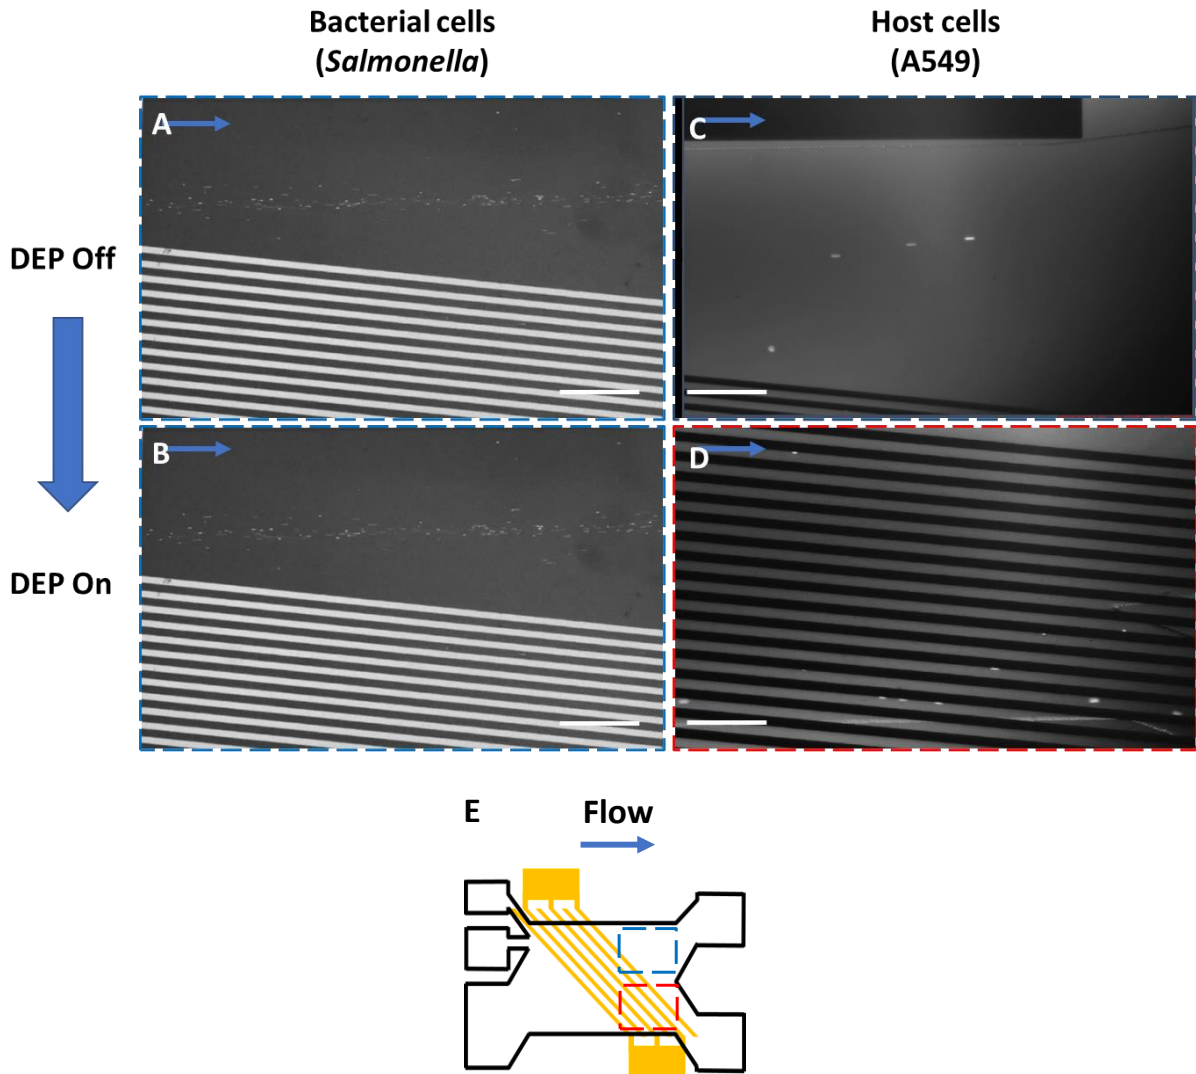 Bacterial cells
(Salmonella)
Host cells
(A549)
DEP Off
A
C
DEP On
B
D
E
Flow